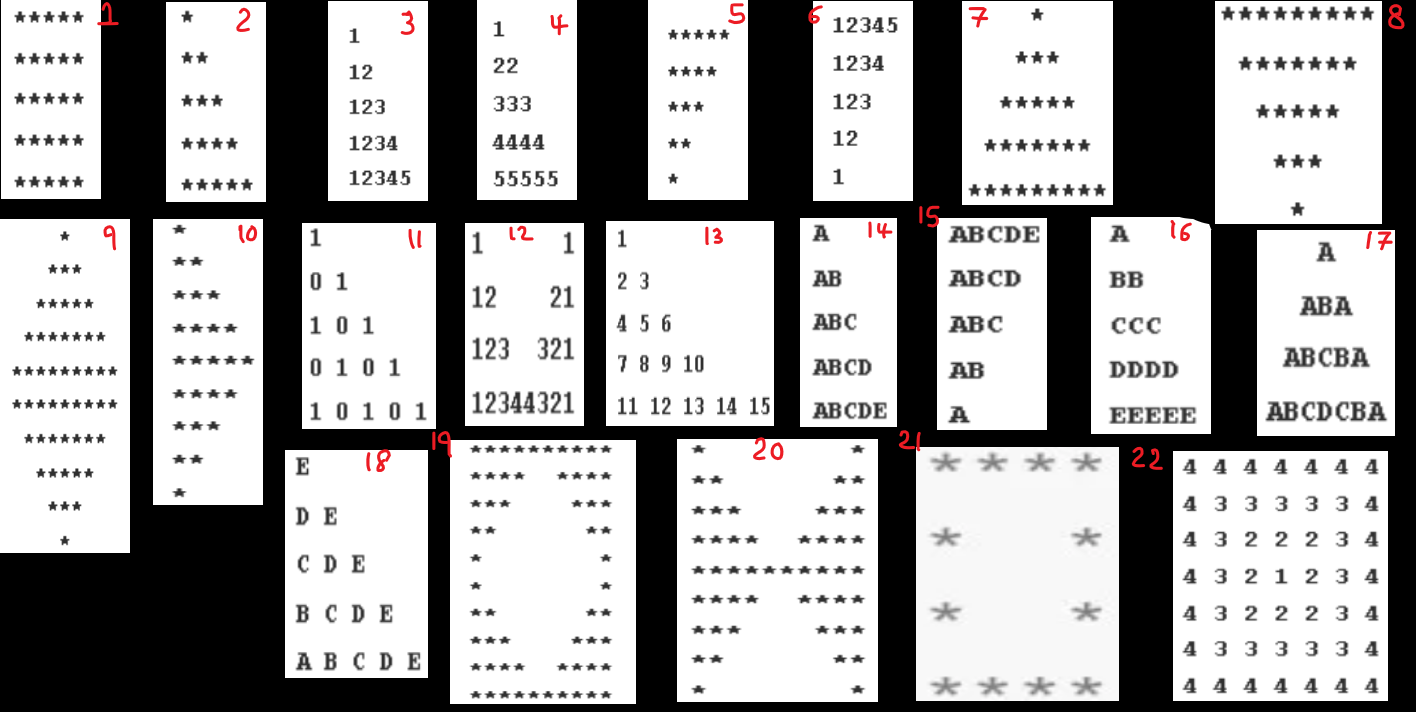 1
*****
*****
*****
*****
*****
2
*
**
***
****
*****
3
1
12
123
1234
12345
4
1
22
333
4444
55555
5
*****
****
***
**
*
6
12345
1234
123
12
1
7
*
***
*****
*******
*********
8
*********
*******
*****
***
*
9
*
***
*****
*******
*********
*********
*******
*****
***
*
10
*
**
***
****
*****
****
***
**
*
11
1
0 1
1 0 1
0 1 0 1
1 0 1 0 1
12
1      1
12    21
123  321
12344321
13
1
2 3
4 5 6
7 8 9 10
11 12 13 14 15
14
A
AB
ABC
ABCD
ABCDE
15
ABCDE
ABCD
ABC
AB
A
16
A
BB
CCC
DDDD
EEEEE
17
A
ABA
ABCBA
ABCDCBA
18
E
D E
C D E
B C D E
A B C D E
19
**********
****  ****
***    ***
**      **
*        *
*        *
**      **
***    ***
****  ****
**********
20
*        *
**      **
***    ***
****  ****
**********
****  ****
***    ***
**      **
*        *
21
* * * *
*     *
*     *
* * * *
22
4 4 4 4 4 4 4
4 3 3 3 3 3 4
4 3 2 2 2 3 4
4 3 2 1 2 3 4
4 3 2 2 2 3 4
4 3 3 3 3 3 4
4 4 4 4 4 4 4